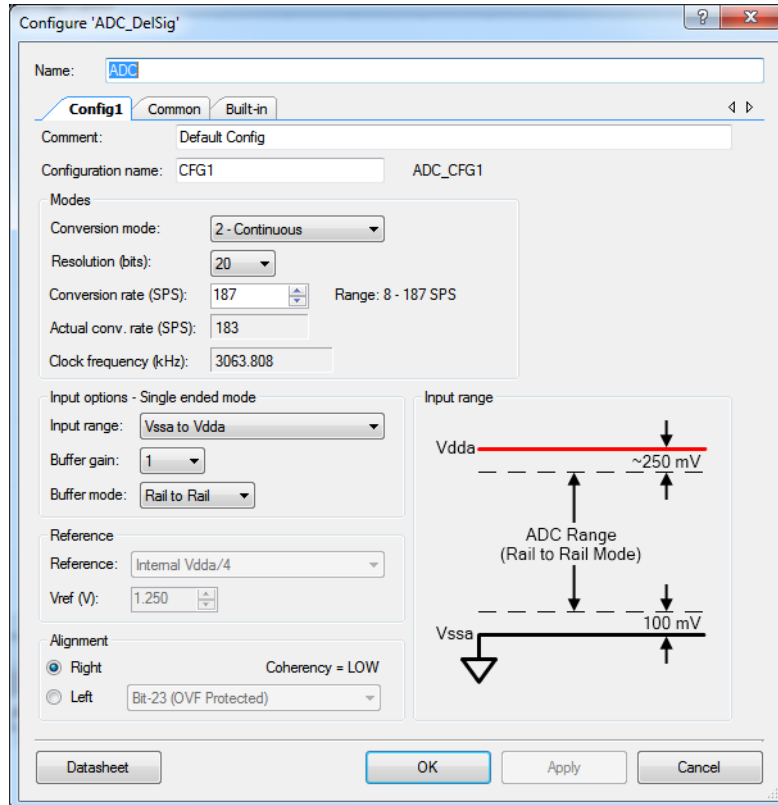 Configure 'ADC_DelSig'
Name: ADC
Config1 Common Built-in
Comment: Default Config
Configuration name: CFG1 ADC_CFG1
Modes
Conversion mode: 2 - Continuous
Resolution (bits): 20
Conversion rate (SPS): 187 Range: 8 - 187 SPS
Actual conv. rate (SPS): 183
Clock frequency (kHz): 3063.808
Input options - Single ended mode
Input range: Vssa to Vdda
Buffer gain: 1
Buffer mode: Rail to Rail
Input range
Vdda
~250 mV
ADC Range
(Rail to Rail Mode)
100 mV
Vssa
Reference
Reference: Internal Vdda/4
Vref (V): 1.250
Alignment
Right Coherency = LOW
Left Bit-23 (OVF Protected)
Datasheet OK Apply Cancel